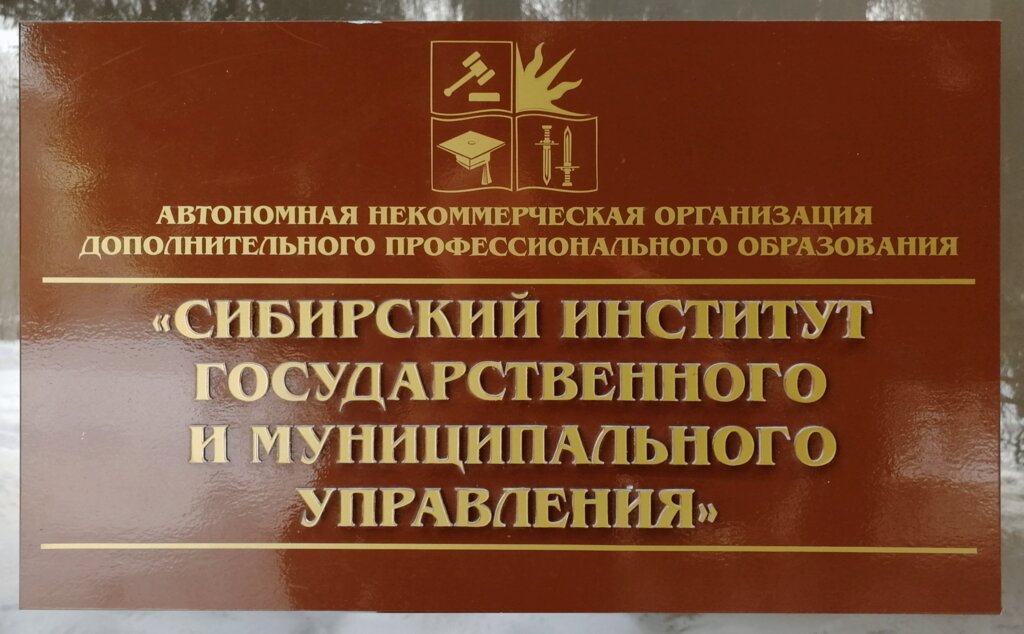 АВТОНОМНАЯ НЕКОММЕРЧЕСКАЯ ОРГАНИЗАЦИЯ
ДОПОЛНИТЕЛЬНОГО ПРОФЕССИОНАЛЬНОГО ОБРАЗОВАНИЯ
«СИБИРСКИЙ ИНСТИТУТ
ГОСУДАРСТВЕННОГО
И МУНИЦИПАЛЬНОГО
УПРАВЛЕНИЯ»